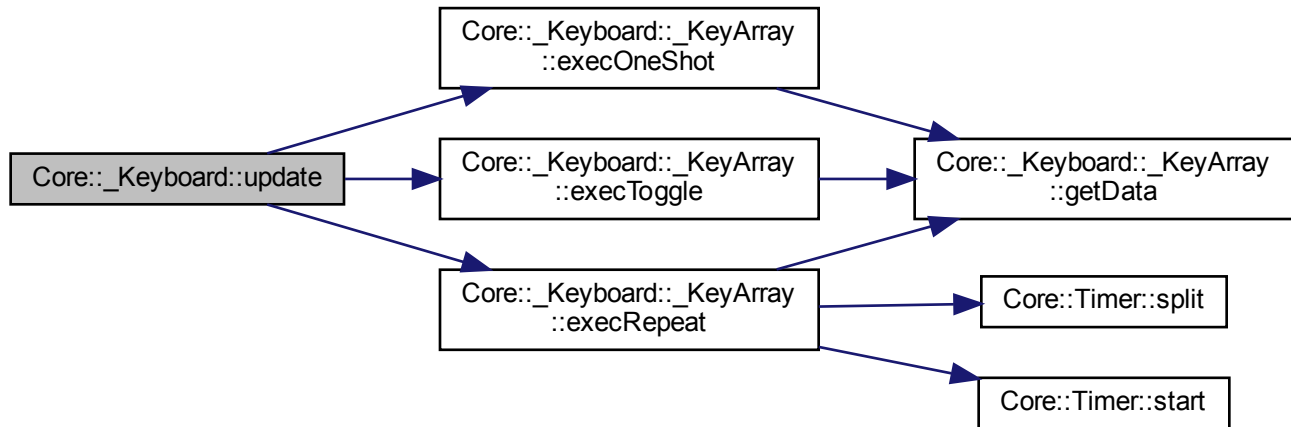 Core::_Keyboard::update
Core::_Keyboard::_KeyArray
::execOneShot
Core::_Keyboard::_KeyArray
::execToggle
Core::_Keyboard::_KeyArray
::execRepeat
Core::_Keyboard::_KeyArray
::getData
Core::Timer::split
Core::Timer::start